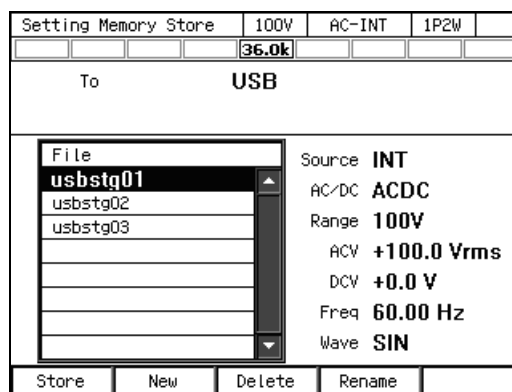 Setting Memory Store 100V AC-INT 1P2W
36.0k
To USB
File
usbstg01
usbstg02
usbstg03
Source INT
AC/DC ACDC
Range 100V
ACV +100.0 Vrms
DCV +0.0 V
Freq 60.00 Hz
Wave SIN
Store New Delete Rename